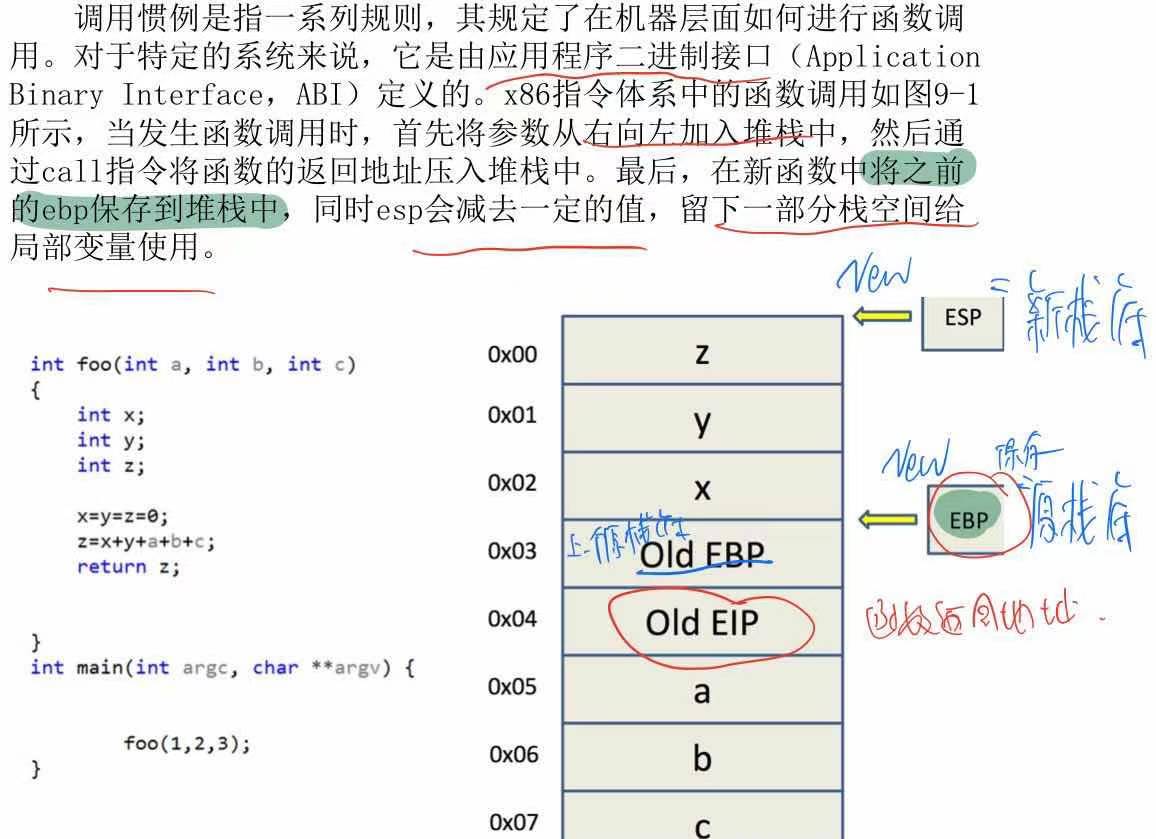 调用惯例是指一系列规则，其规定了在机器层面如何进行函数调
用。对于特定的系统来说，它是由应用程序二进制接口（Application
Binary Interface，ABI）定义的。x86指令体系中的函数调用如图9-1
所示，当发生函数调用时，首先将参数从右向左加入堆栈中，然后通
过call指令将函数的返回地址压入堆栈中。最后，在新函数中将之前
的ebp保存到堆栈中，同时esp会减去一定的值，留下一部分栈空间给
局部变量使用。
New
ESP
= 新栈底
int foo(int a, int b, int c)
{
int x;
int y;
int z;
x=y=z=0;
z=x+y+a+b+c;
return z;
}
int main(int argc, char **argv) {
foo(1,2,3);
}
0x00
z
0x01
y
0x02
x
New
保存
EBP
原栈底
0x03
Old EBP
0x04
Old EIP
函数返回地址.
0x05
a
0x06
b
0x07
c